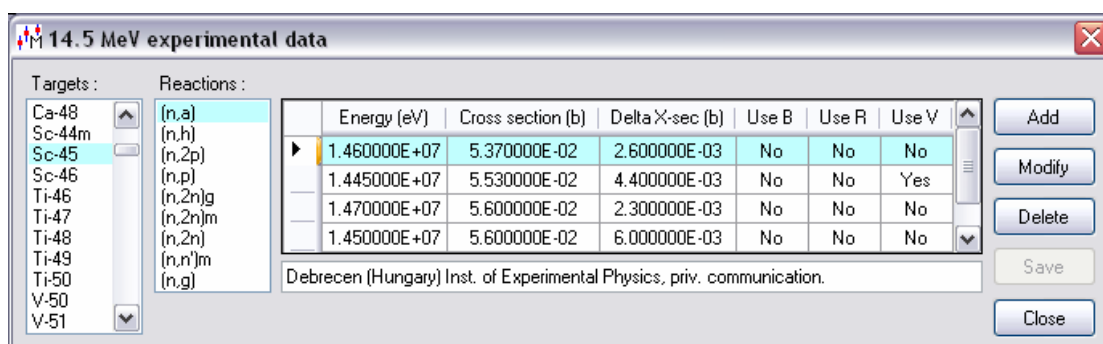 14.5 MeV experimental data
Targets :
Ca-48
Sc-44m
Sc-45
Sc-46
Ti-46
Ti-47
Ti-48
Ti-49
Ti-50
V-50
V-51
Reactions :
(n,a)
(n,h)
(n,2p)
(n,p)
(n,2n)g
(n,2n)m
(n,2n)
(n,n')m
(n,g)
Energy (eV) Cross section (b) Delta X-sec (b) Use B Use R Use V
1.460000E+07 5.370000E-02 2.600000E-03 No No No
1.445000E+07 5.530000E-02 4.400000E-03 No No Yes
1.470000E+07 5.600000E-02 2.300000E-03 No No No
1.450000E+07 5.600000E-02 6.000000E-03 No No No
Debrecen (Hungary) Inst. of Experimental Physics, priv. communication.
Add
Modify
Delete
Save
Close